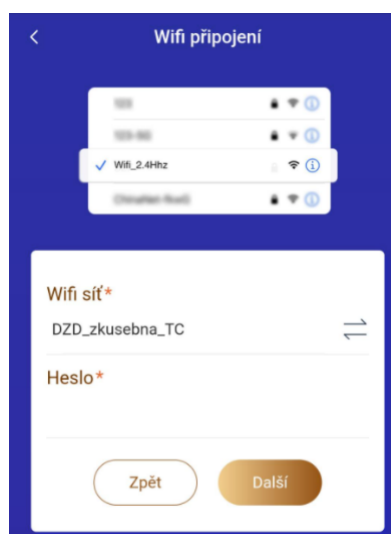 Wifi připojení
Wifi_2.4Hhz
Wifi síť*
DZD_zkusebna_TC
Heslo*
Zpět
Další